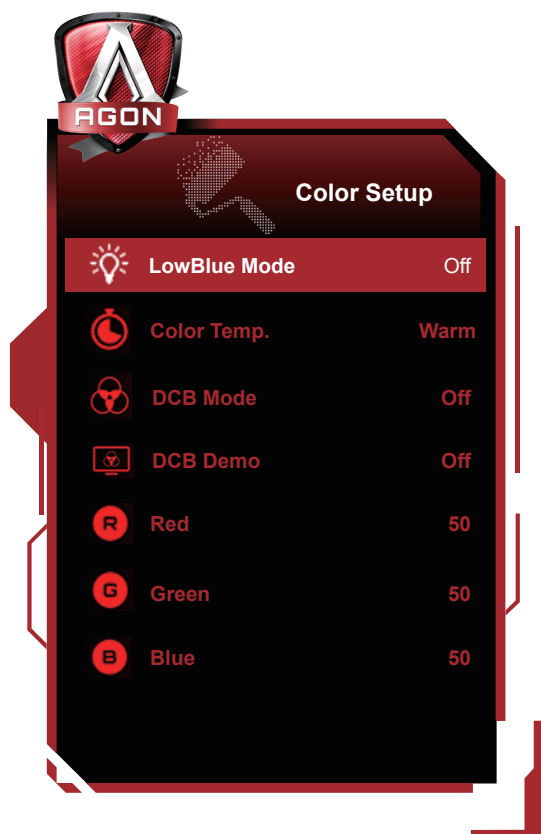 AGON
Color Setup
LowBlue Mode Off
Color Temp. Warm
DCB Mode Off
DCB Demo Off
R Red 50
G Green 50
B Blue 50